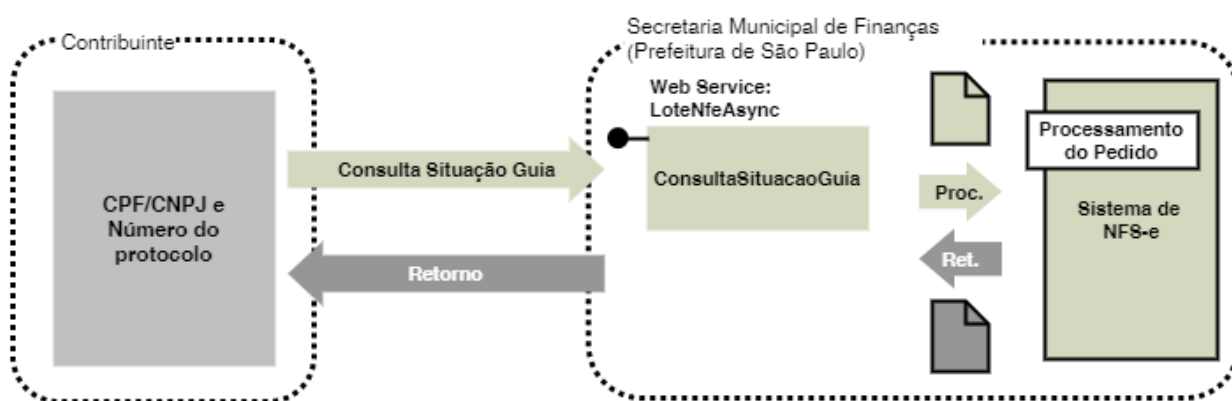 Contribuinte
Secretaria Municipal de Finanças
(Prefeitura de São Paulo)
Web Service:
LoteNfeAsync
CPF/CNPJ e
Número do
protocolo
Consulta Situação Guia
Retorno
ConsultaSituacaoGuia
Proc.
Ret.
Processamento
do Pedido
Sistema de
NFS-e